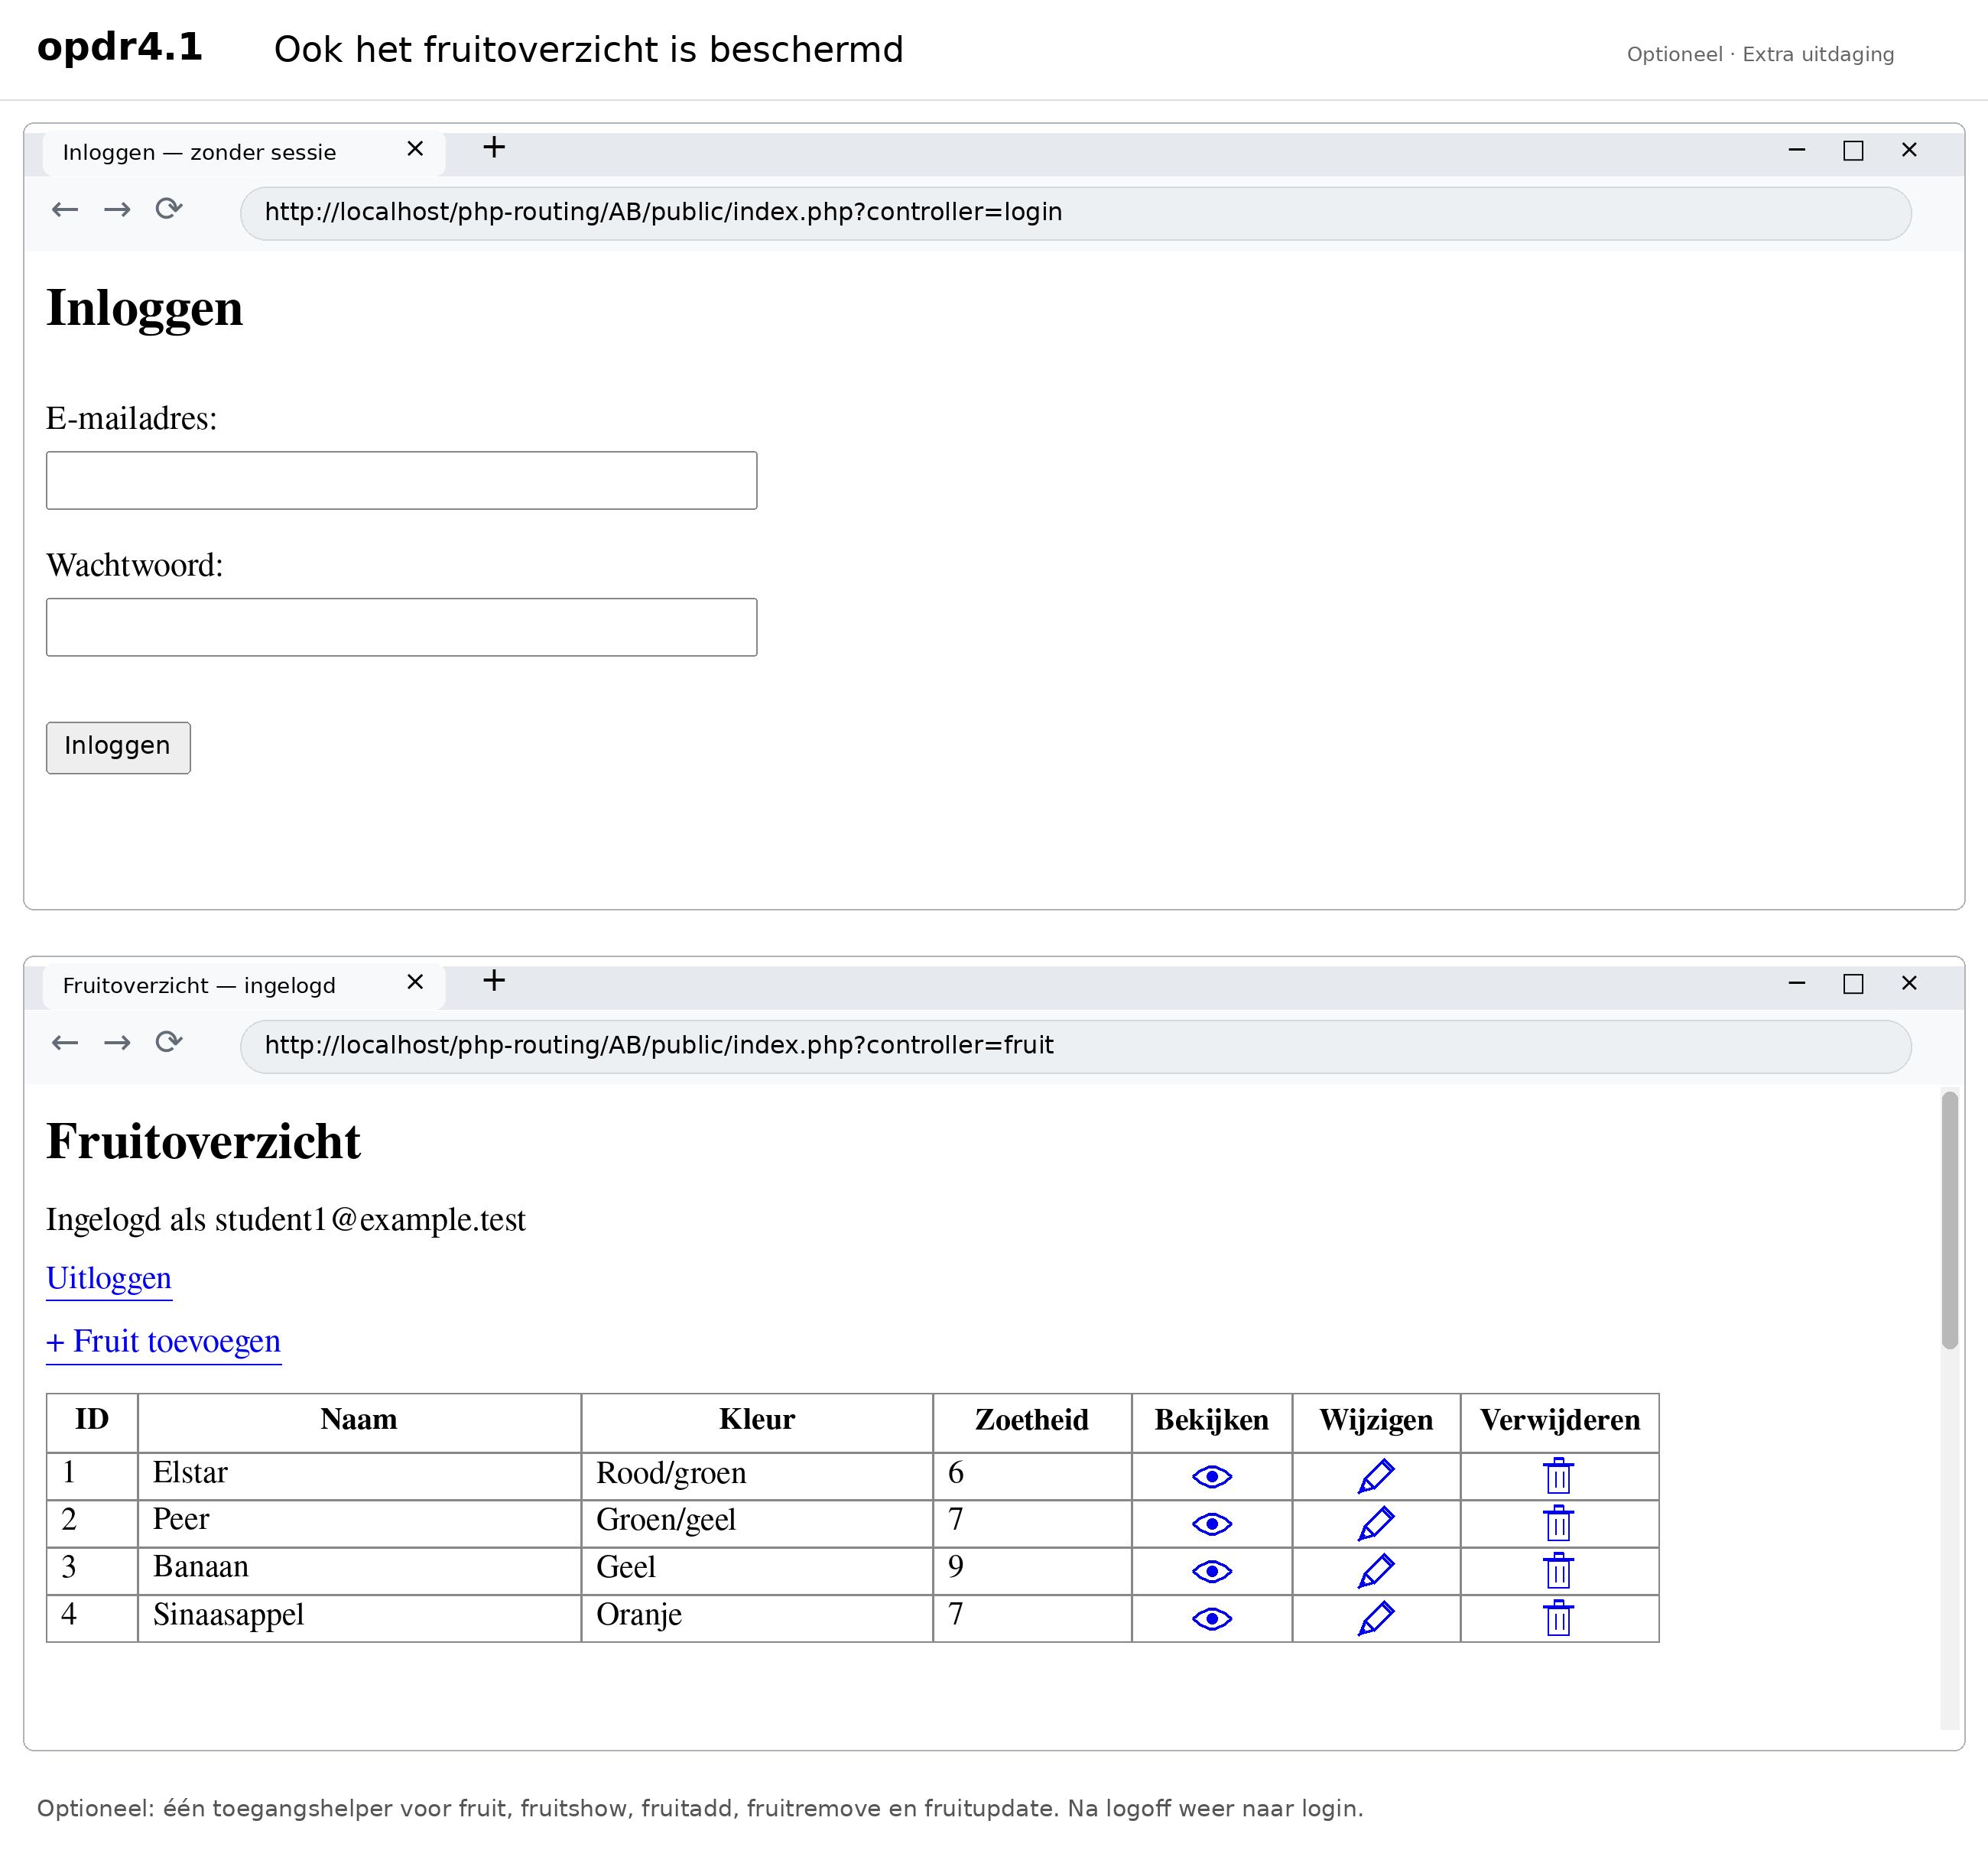 opdr4.1 Ook het fruitoverzicht is beschermd Optioneel · Extra uitdaging
Inloggen — zonder sessie
http://localhost/php-routing/AB/public/index.php?controller=login
Inloggen
E-mailadres:
Wachtwoord:
Inloggen
Fruitoverzicht — ingelogd
http://localhost/php-routing/AB/public/index.php?controller=fruit
Fruitoverzicht
Ingelogd als student1@example.test
Uitloggen
+ Fruit toevoegen
ID Naam Kleur Zoetheid Bekijken Wijzigen Verwijderen
1 Elstar Rood/groen 6
2 Peer Groen/geel 7
3 Banaan Geel 9
4 Sinaasappel Oranje 7
Optioneel: één toegangshelper voor fruit, fruitshow, fruitadd, fruitremove en fruitupdate. Na logoff weer naar login.